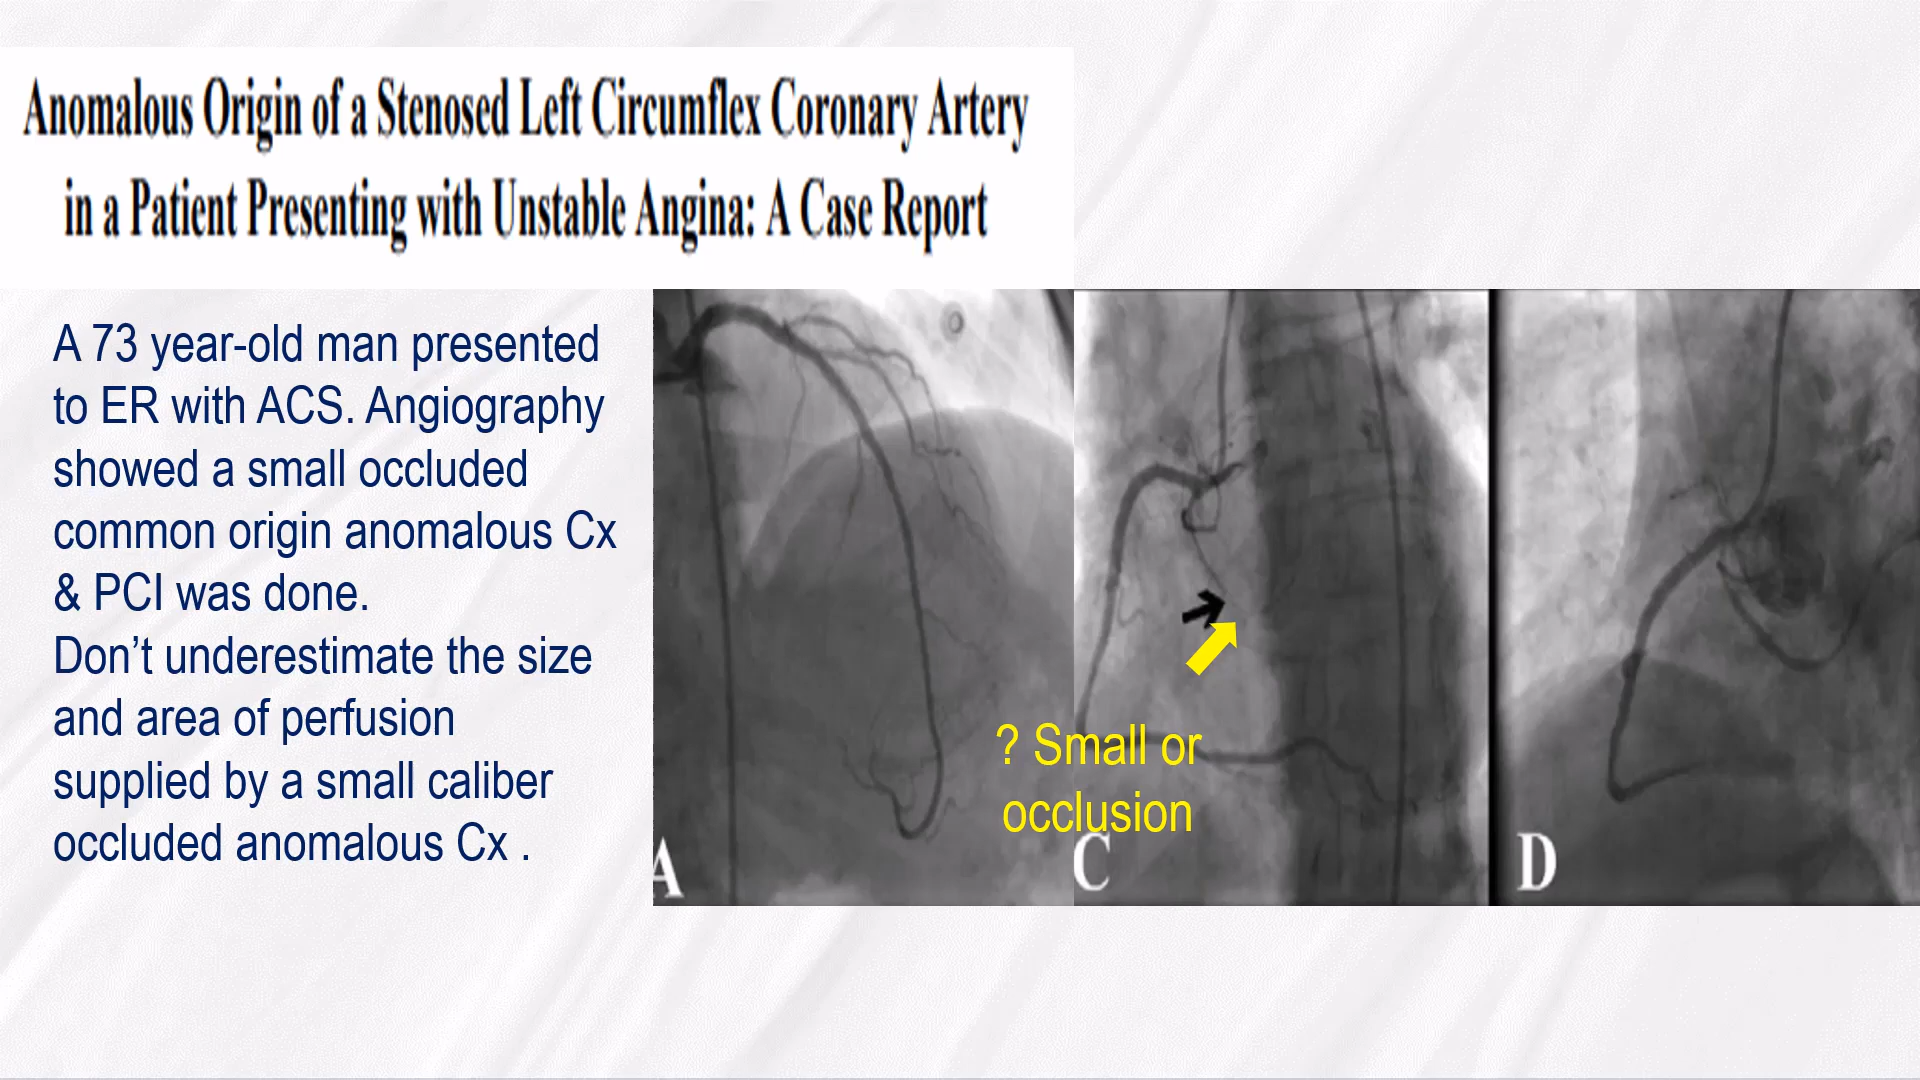 Anomalous Origin of a Stenosed Left Circumflex Coronary Artery
in a Patient Presenting with Unstable Angina: A Case Report
A 73 year-old man presented
to ER with ACS. Angiography
showed a small occluded
common origin anomalous Cx
& PCI was done.
Don’t underestimate the size
and area of perfusion
supplied by a small caliber
occluded anomalous Cx .
? Small or
occlusion
A
C
D